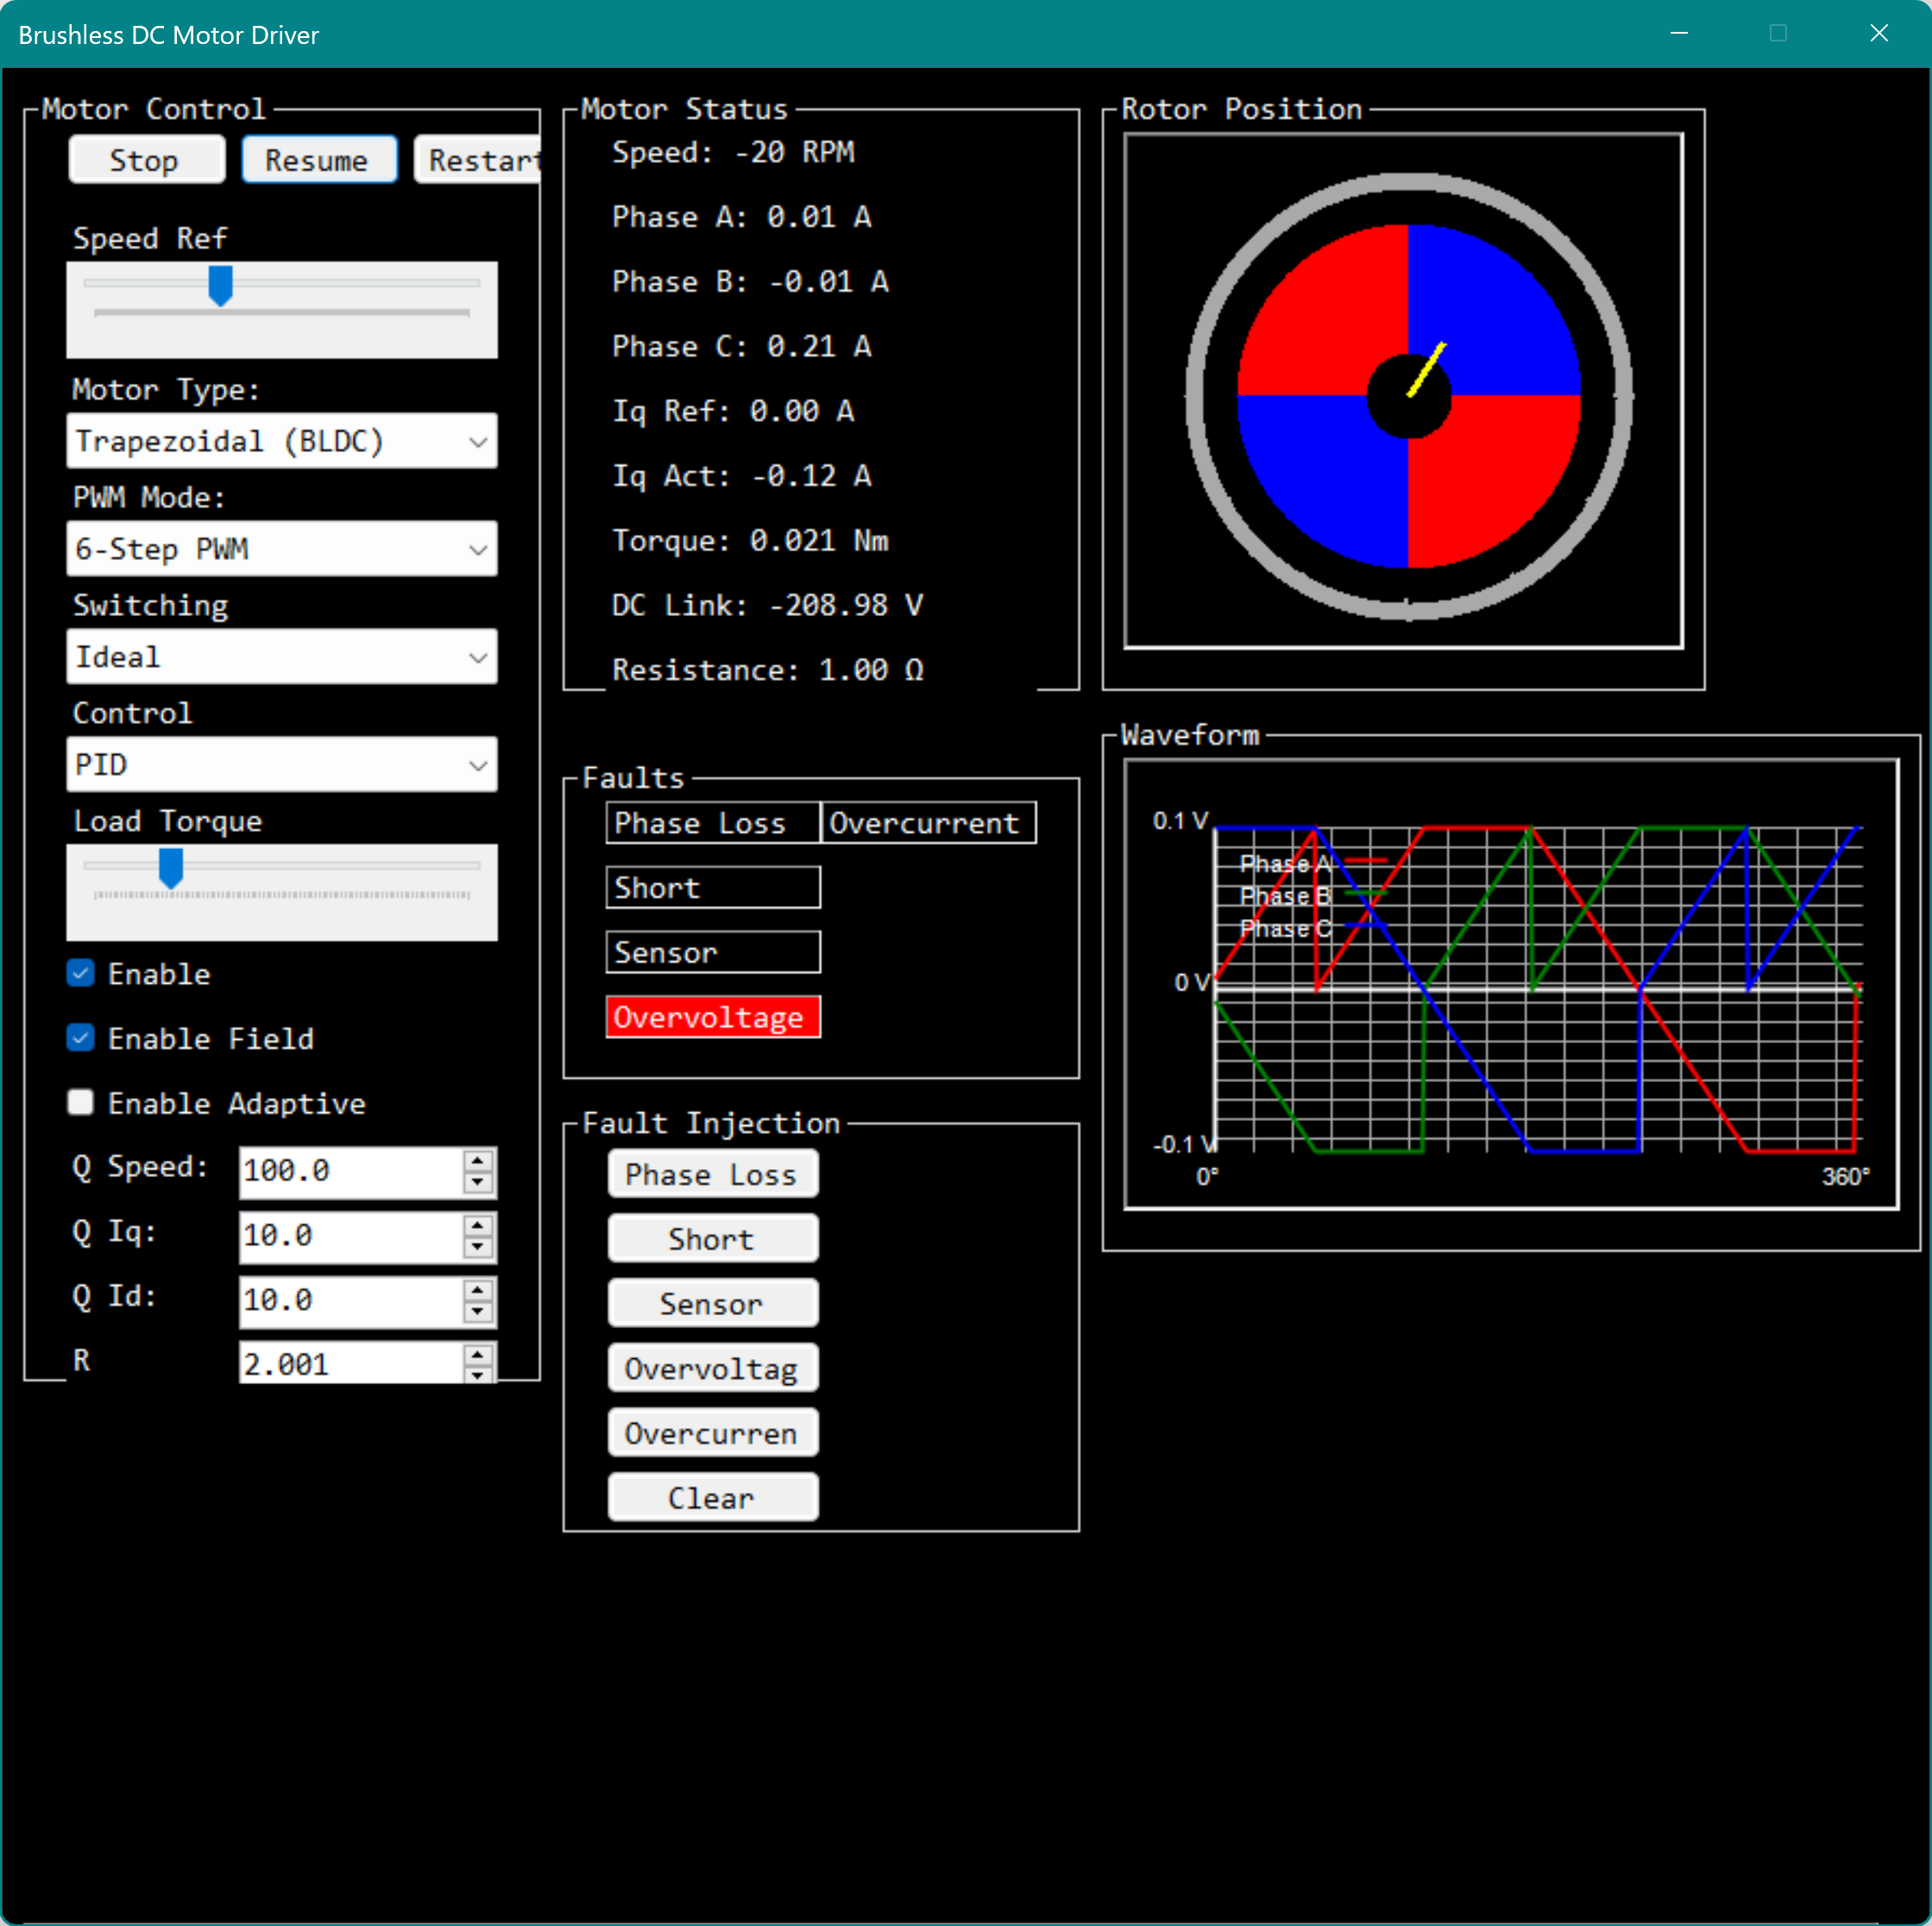 Brushless DC Motor Driver
Motor Control
Stop Resume Restart
Speed Ref
Motor Type:
Trapezoidal (BLDC)
PWM Mode:
6-Step PWM
Switching
Ideal
Control
PID
Load Torque
Enable
Enable Field
Enable Adaptive
Q Speed: 100.0
Q Iq: 10.0
Q Id: 10.0
R 2.001
Motor Status
Speed: -20 RPM
Phase A: 0.01 A
Phase B: -0.01 A
Phase C: 0.21 A
Iq Ref: 0.00 A
Iq Act: -0.12 A
Torque: 0.021 Nm
DC Link: -208.98 V
Resistance: 1.00 Ω
Faults
Phase Loss Overcurrent
Short
Sensor
Overvoltage
Fault Injection
Phase Loss
Short
Sensor
Overvoltag
Overcurren
Clear
Rotor Position
Waveform
0.1 V
Phase A
Phase B
Phase C
0 V
-0.1 V
0° 360°